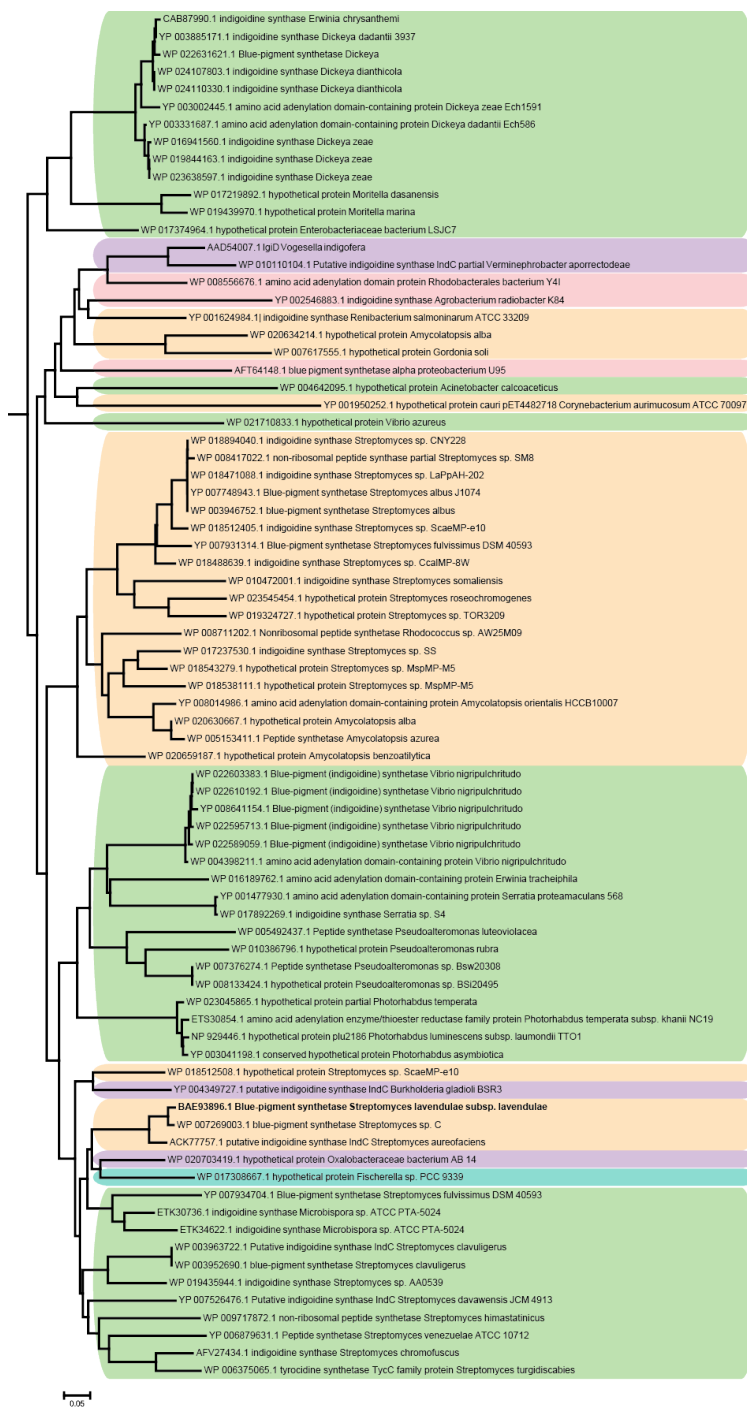 CAB87990.1 indigoidine synthase Erwinia chrysanthemi
YP 003885171.1 indigoidine synthase Dickeya dadantii 3937
WP 022631621.1 Blue-pigment synthetase Dickeya
WP 024107803.1 indigoidine synthase Dickeya dianthicola
WP 024110330.1 indigoidine synthase Dickeya dianthicola
YP 003002445.1 amino acid adenylation domain-containing protein Dickeya zeae Ech1591
YP 003331687.1 amino acid adenylation domain-containing protein Dickeya dadantii Ech586
WP 016941560.1 indigoidine synthase Dickeya zeae
WP 019844163.1 indigoidine synthase Dickeya zeae
WP 023638597.1 indigoidine synthase Dickeya zeae
WP 017219892.1 hypothetical protein Moritella dasanensis
WP 019439970.1 hypothetical protein Moritella marina
WP 017374964.1 hypothetical protein Enterobacteriaceae bacterium LSJC7
AAD54007.1 IgiD Vogesella indigofera
WP 010110104.1 Putative indigoidine synthase IndC partial Verminephrobacter aporrectodeae
WP 008556676.1 amino acid adenylation domain protein Rhodobacterales bacterium Y4I
YP 002546883.1 indigoidine synthase Agrobacterium radiobacter K84
YP 001624984.1| indigoidine synthase Renibacterium salmoninarum ATCC 33209
WP 020634214.1 hypothetical protein Amycolatopsis alba
WP 007617555.1 hypothetical protein Gordonia soli
AFT64148.1 blue pigment synthetase alpha proteobacterium U95
WP 004642095.1 hypothetical protein Acinetobacter calcoaceticus
YP 001950252.1 hypothetical protein cauri pET4482718 Corynebacterium aurimucosum ATCC 70097
WP 021710833.1 hypothetical protein Vibrio azureus
WP 018894040.1 indigoidine synthase Streptomyces sp. CNY228
WP 008417022.1 non-ribosomal peptide synthase partial Streptomyces sp. SM8
WP 018471088.1 indigoidine synthase Streptomyces sp. LaPpAH-202
YP 007748943.1 Blue-pigment synthetase Streptomyces albus J1074
WP 003946752.1 blue-pigment synthetase Streptomyces albus
WP 018512405.1 indigoidine synthase Streptomyces sp. ScaeMP-e10
YP 007931314.1 Blue-pigment synthetase Streptomyces fulvissimus DSM 40593
WP 018488639.1 indigoidine synthase Streptomyces sp. CcalMP-8W
WP 010472001.1 indigoidine synthase Streptomyces somaliensis
WP 023545454.1 hypothetical protein Streptomyces roseochromogenes
WP 019324727.1 hypothetical protein Streptomyces sp. TOR3209
WP 008711202.1 Nonribosomal peptide synthetase Rhodococcus sp. AW25M09
WP 017237530.1 indigoidine synthase Streptomyces sp. SS
WP 018543279.1 hypothetical protein Streptomyces sp. MspMP-M5
WP 018538111.1 hypothetical protein Streptomyces sp. MspMP-M5
YP 008014986.1 amino acid adenylation domain-containing protein Amycolatopsis orientalis HCCB10007
WP 020630667.1 hypothetical protein Amycolatopsis alba
WP 005153411.1 Peptide synthetase Amycolatopsis azurea
WP 020659187.1 hypothetical protein Amycolatopsis benzoatilytica
WP 022603383.1 Blue-pigment (indigoidine) synthetase Vibrio nigripulchritudo
WP 022610192.1 Blue-pigment (indigoidine) synthetase Vibrio nigripulchritudo
YP 008641154.1 Blue-pigment (indigoidine) synthetase Vibrio nigripulchritudo
WP 022595713.1 Blue-pigment (indigoidine) synthetase Vibrio nigripulchritudo
WP 022589059.1 Blue-pigment (indigoidine) synthetase Vibrio nigripulchritudo
WP 004398211.1 amino acid adenylation domain-containing protein Vibrio nigripulchritudo
WP 016189762.1 amino acid adenylation domain-containing protein Erwinia tracheiphila
YP 001477930.1 amino acid adenylation domain-containing protein Serratia proteamaculans 568
WP 017892269.1 indigoidine synthase Serratia sp. S4
WP 005492437.1 Peptide synthetase Pseudoalteromonas luteoviolacea
WP 010386796.1 hypothetical protein Pseudoalteromonas rubra
WP 007376274.1 Peptide synthetase Pseudoalteromonas sp. Bsw20308
WP 008133424.1 hypothetical protein Pseudoalteromonas sp. BSi20495
WP 023045865.1 hypothetical protein partial Photorhabdus temperata
ETS30854.1 amino acid adenylation enzyme/thioester reductase family protein Photorhabdus temperata subsp. khanii NC19
NP 929446.1 hypothetical protein plu2186 Photorhabdus luminescens subsp. laumondii TTO1
YP 003041198.1 conserved hypothetical protein Photorhabdus asymbiotica
WP 018512508.1 hypothetical protein Streptomyces sp. ScaeMP-e10
YP 004349727.1 putative indigoidine synthase IndC Burkholderia gladioli BSR3
BAE93896.1 Blue-pigment synthetase Streptomyces lavendulae subsp. lavendulae
WP 007269003.1 blue-pigment synthetase Streptomyces sp. C
ACK77757.1 putative indigoidine synthase IndC Streptomyces aureofaciens
WP 020703419.1 hypothetical protein Oxalobacteraceae bacterium AB 14
WP 017308667.1 hypothetical protein Fischerella sp. PCC 9339
YP 007934704.1 Blue-pigment synthetase Streptomyces fulvissimus DSM 40593
ETK30736.1 indigoidine synthase Microbispora sp. ATCC PTA-5024
ETK34622.1 indigoidine synthase Microbispora sp. ATCC PTA-5024
WP 003963722.1 Putative indigoidine synthase IndC Streptomyces clavuligerus
WP 003952690.1 blue-pigment synthetase Streptomyces clavuligerus
WP 019435944.1 indigoidine synthase Streptomyces sp. AA0539
YP 007526476.1 Putative indigoidine synthase IndC Streptomyces davawensis JCM 4913
WP 009717872.1 non-ribosomal peptide synthetase Streptomyces himastatinicus
YP 006879631.1 Peptide synthetase Streptomyces venezuelae ATCC 10712
AFV27434.1 indigoidine synthase Streptomyces chromofuscus
WP 006375065.1 tyrocidine synthetase TycC family protein Streptomyces turgidiscabies
0.05